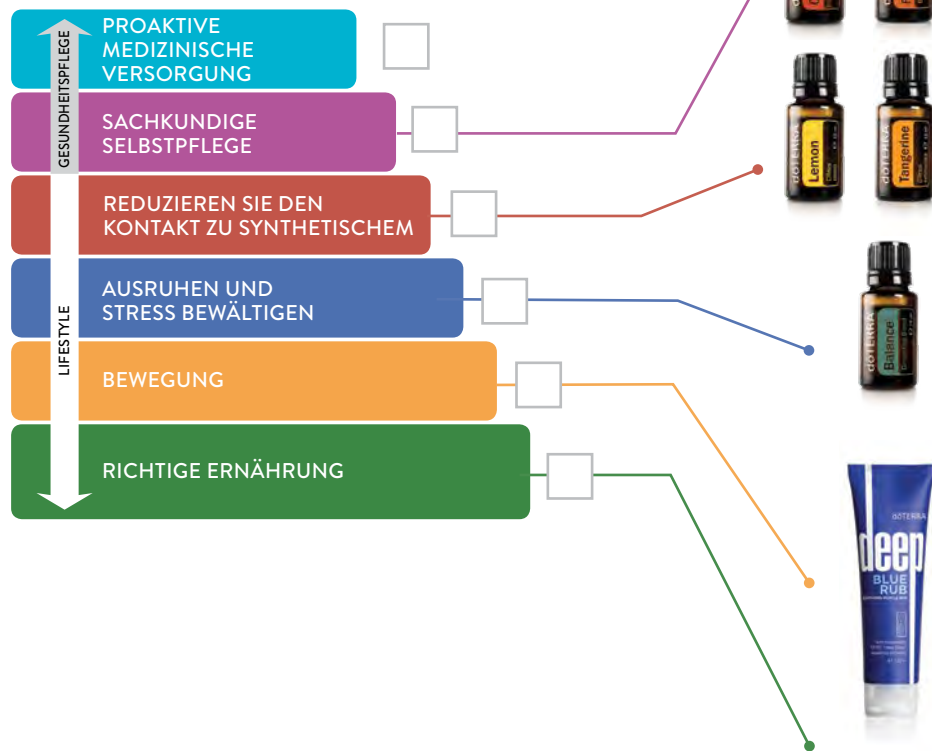 PROAKTIVE
MEDIZINISCHE
VERSORGUNG
GESUNDHEITSPFLEGE
SACHKUNDIGE
SELBSTPFLEGE
REDUZIEREN SIE DEN
KONTAKT ZU SYNTHETISCHEM
AUSRUHEN UND
STRESS BEWÄLTIGEN
LIFESTYLE
BEWEGUNG
RICHTIGE ERNÄHRUNG
dōTERRA
Lemon
dōTERRA
Tangerine
dōTERRA
Balance
dōTERRA
deep
BLUE
RUB